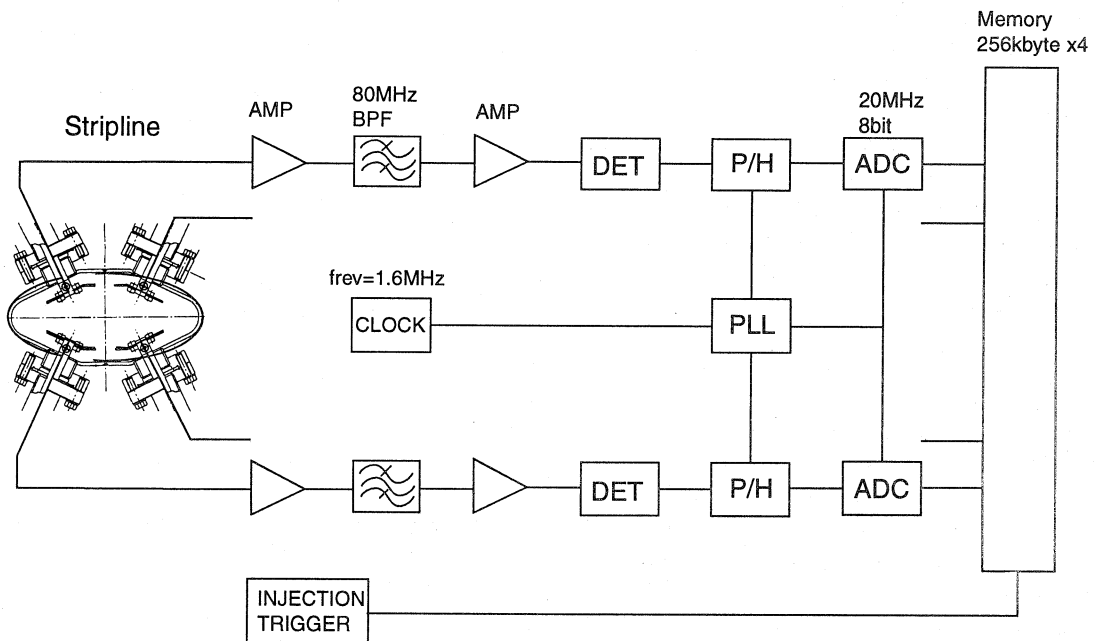 Memory
256kbyte x4
Stripline
AMP
80MHz
BPF
AMP
20MHz
8bit
DET
P/H
ADC
frev=1.6MHz
CLOCK
PLL
DET
P/H
ADC
INJECTION
TRIGGER